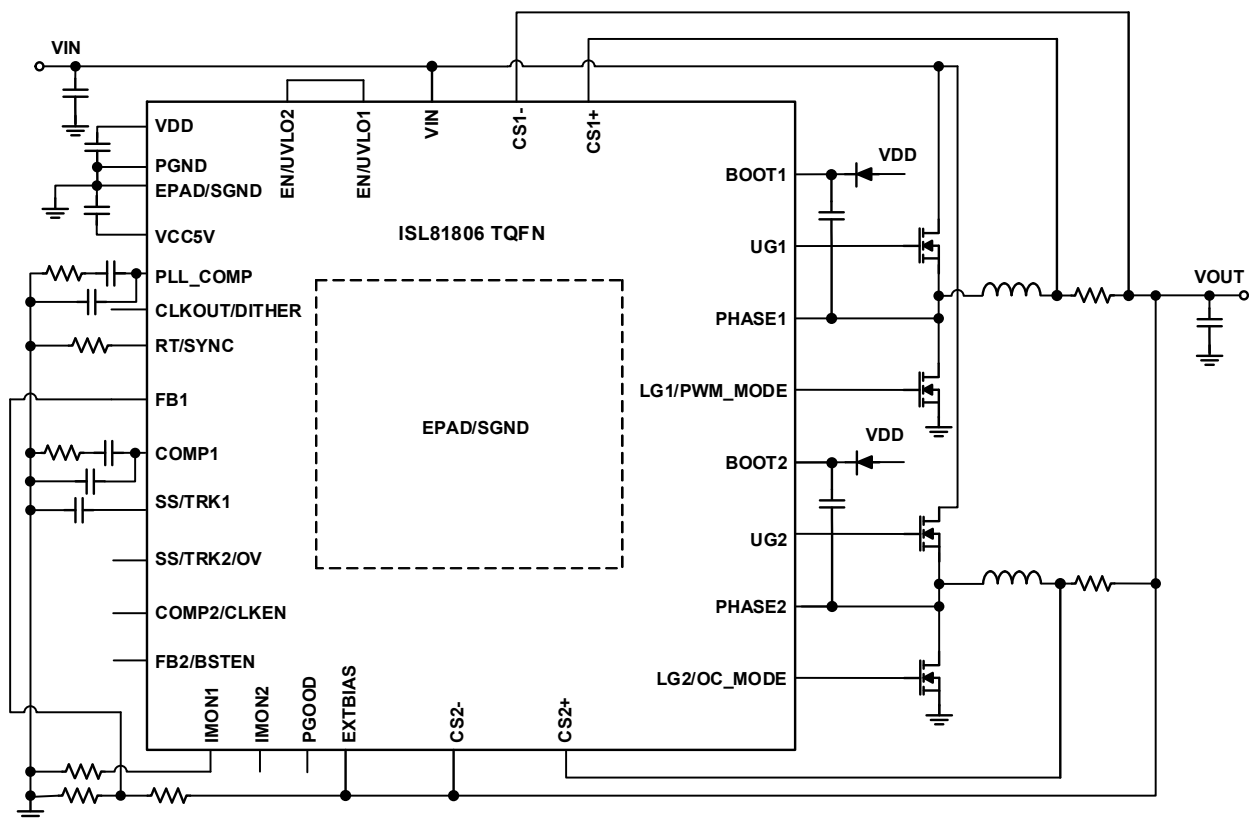 VIN
EN/UVLO2
EN/UVLO1
VIN
CS1-
CS1+
VDD
PGND
EPAD/SGND
VCC5V
PLL_COMP
CLKOUT/DITHER
RT/SYNC
FB1
COMP1
SS/TRK1
SS/TRK2/OV
COMP2/CLKEN
FB2/BSTEN
ISL81806 TQFN
EPAD/SGND
BOOT1
VDD
UG1
PHASE1
LG1/PWM_MODE
VDD
BOOT2
UG2
PHASE2
LG2/OC_MODE
VOUT
IMON1
IMON2
PGOOD
EXTBIAS
CS2-
CS2+